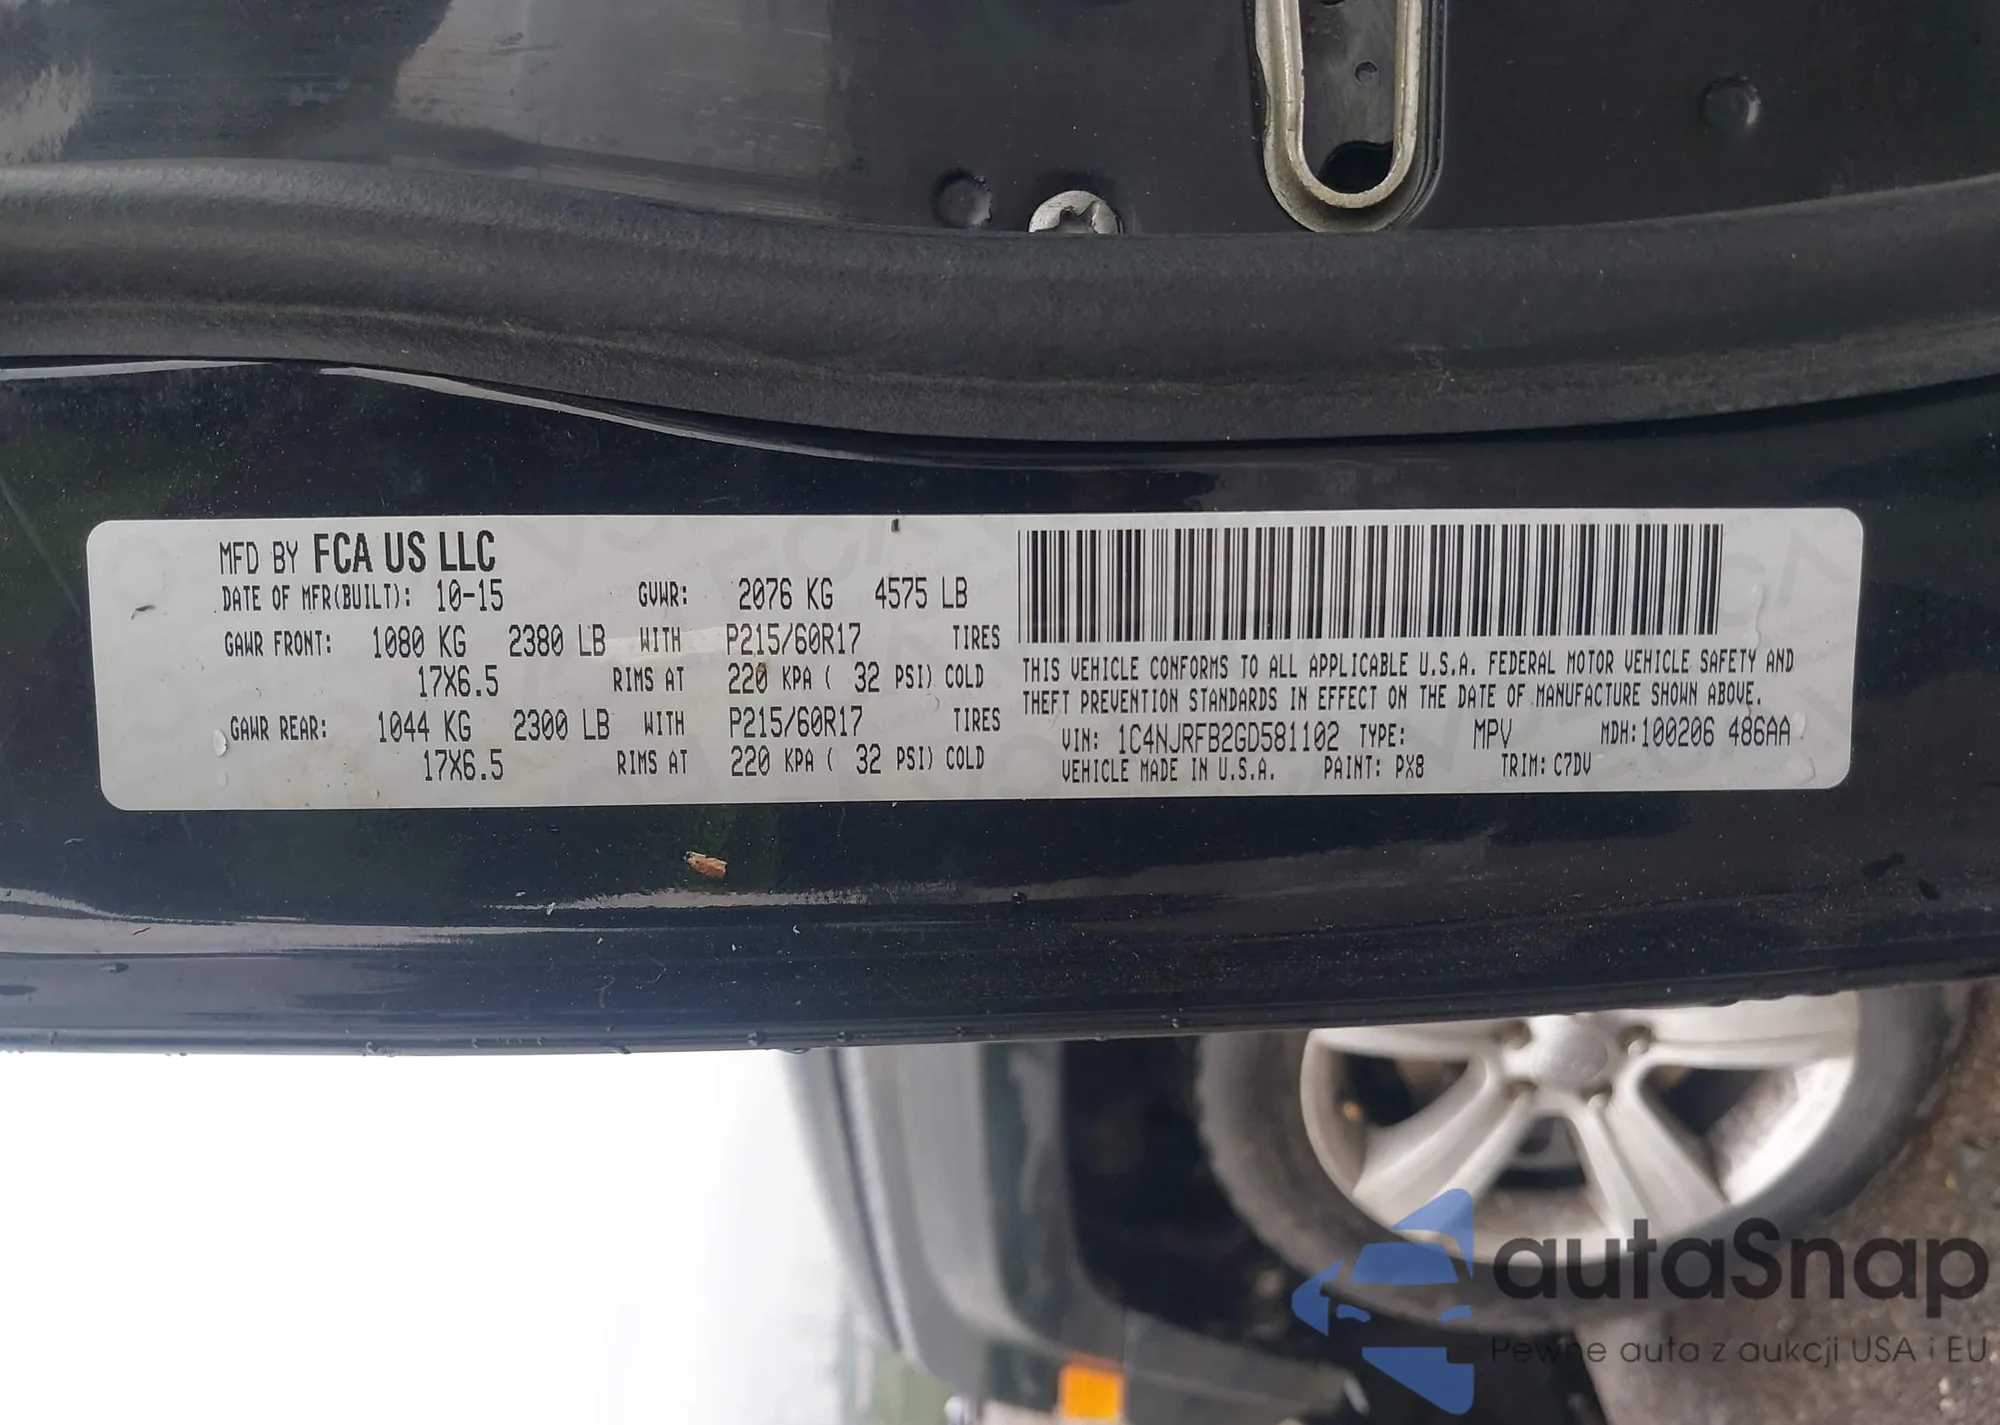 MFD BY FCA US LLC
DATE OF MFR(BUILT): 10-15 GVWR: 2076 KG 4575 LB
GAWR FRONT: 1080 KG 2380 LB WITH P215/60R17 TIRES
17X6.5 RIMS AT 220 KPA ( 32 PSI) COLD
GAWR REAR: 1044 KG 2300 LB WITH P215/60R17 TIRES
17X6.5 RIMS AT 220 KPA ( 32 PSI) COLD
THIS VEHICLE CONFORMS TO ALL APPLICABLE U.S.A. FEDERAL MOTOR VEHICLE SAFETY AND
THEFT PREVENTION STANDARDS IN EFFECT ON THE DATE OF MANUFACTURE SHOWN ABOVE.
VIN: 1C4NJRFB2GD581102 TYPE: MPV MDH:100206 486AA
VEHICLE MADE IN U.S.A. PAINT: PX8 TRIM: C7DV
autaSnap
Pewne auta z aukcji USA i EU